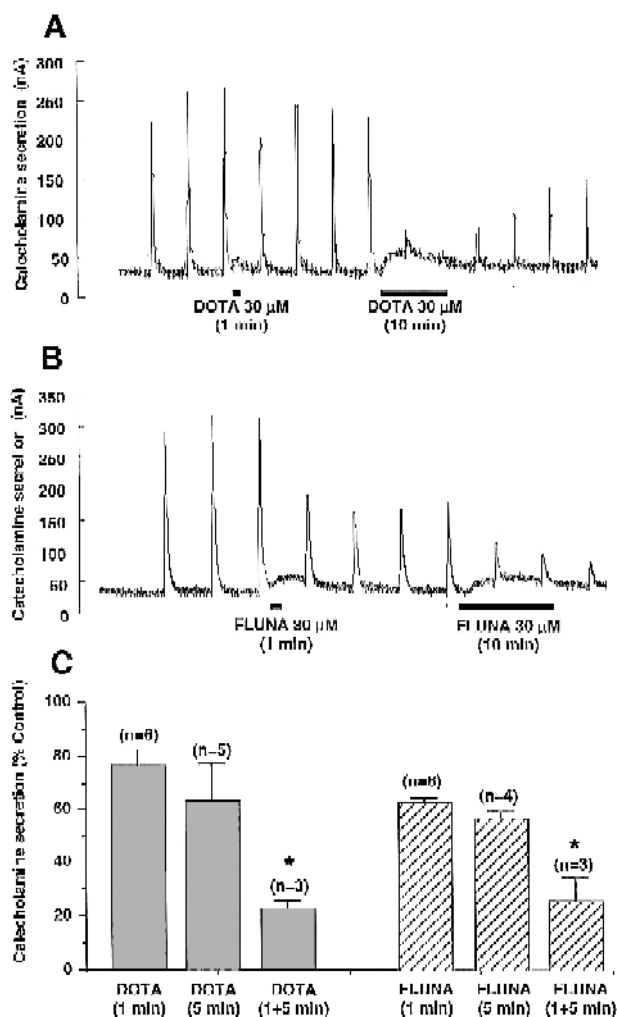 A
Catecholamine secretion (nA)
300
250
200
150
100
50
0
DOTA 30 µM
(1 min)
DOTA 30 µM
(10 min)
B
Catecholamine secretion (nA)
350
300
250
200
150
100
50
0
FLUNA 30 µM
(1 min)
FLUNA 30 µM
(10 min)
C
Catecholamine secretion (% Control)
100
80
60
40
20
0
(n=6)
(n=5)
*
(n=3)
(n=6)
(n=4)
*
(n=3)
DOTA
(1 min)
DOTA
(5 min)
DOTA
(1+5 min)
FLUNA
(1 min)
FLUNA
(5 min)
FLUNA
(1+5 min)